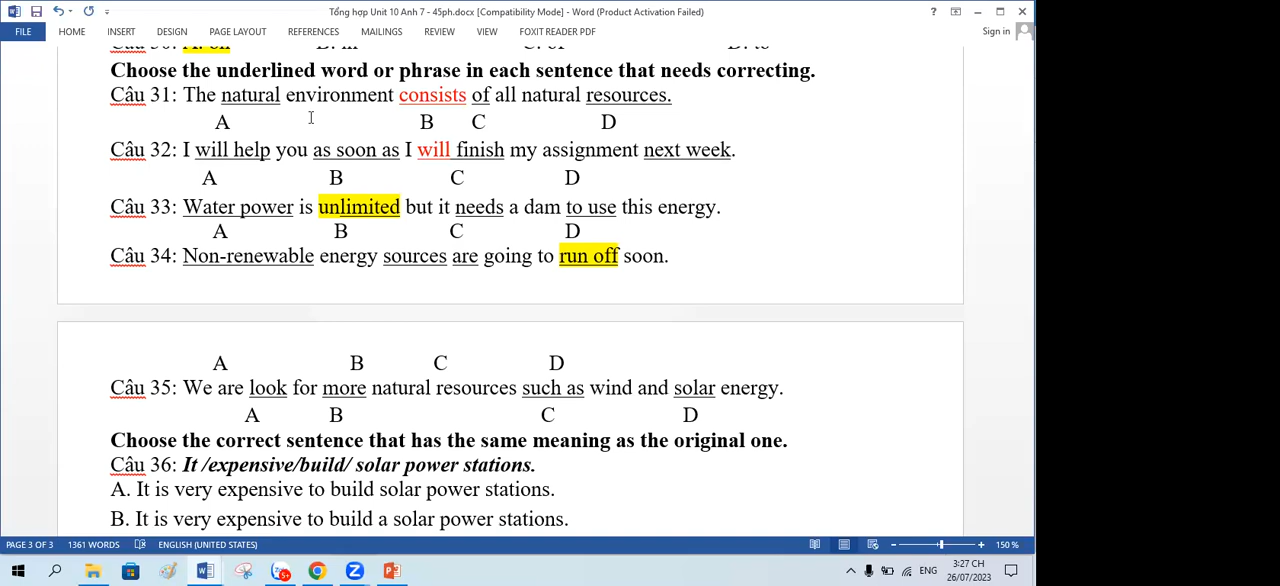 Tổng hợp Unit 10 Anh 7 - 45ph.docx [Compatibility Mode] - Word (Product Activation Failed)
FILE HOME INSERT DESIGN PAGE LAYOUT REFERENCES MAILINGS REVIEW VIEW FOXIT READER PDF Sign in
Choose the underlined word or phrase in each sentence that needs correcting.
Câu 31: The natural environment consists of all natural resources.
A B C D
Câu 32: I will help you as soon as I will finish my assignment next week.
A B C D
Câu 33: Water power is unlimited but it needs a dam to use this energy.
A B C D
Câu 34: Non-renewable energy sources are going to run off soon.
A B C D
Câu 35: We are look for more natural resources such as wind and solar energy.
A B C D
Choose the correct sentence that has the same meaning as the original one.
Câu 36: It /expensive/build/ solar power stations.
A. It is very expensive to build solar power stations.
B. It is very expensive to build a solar power stations.
PAGE 3 OF 3 1361 WORDS ENGLISH (UNITED STATES) 150 %
ENG 3:27 CH
26/07/2023